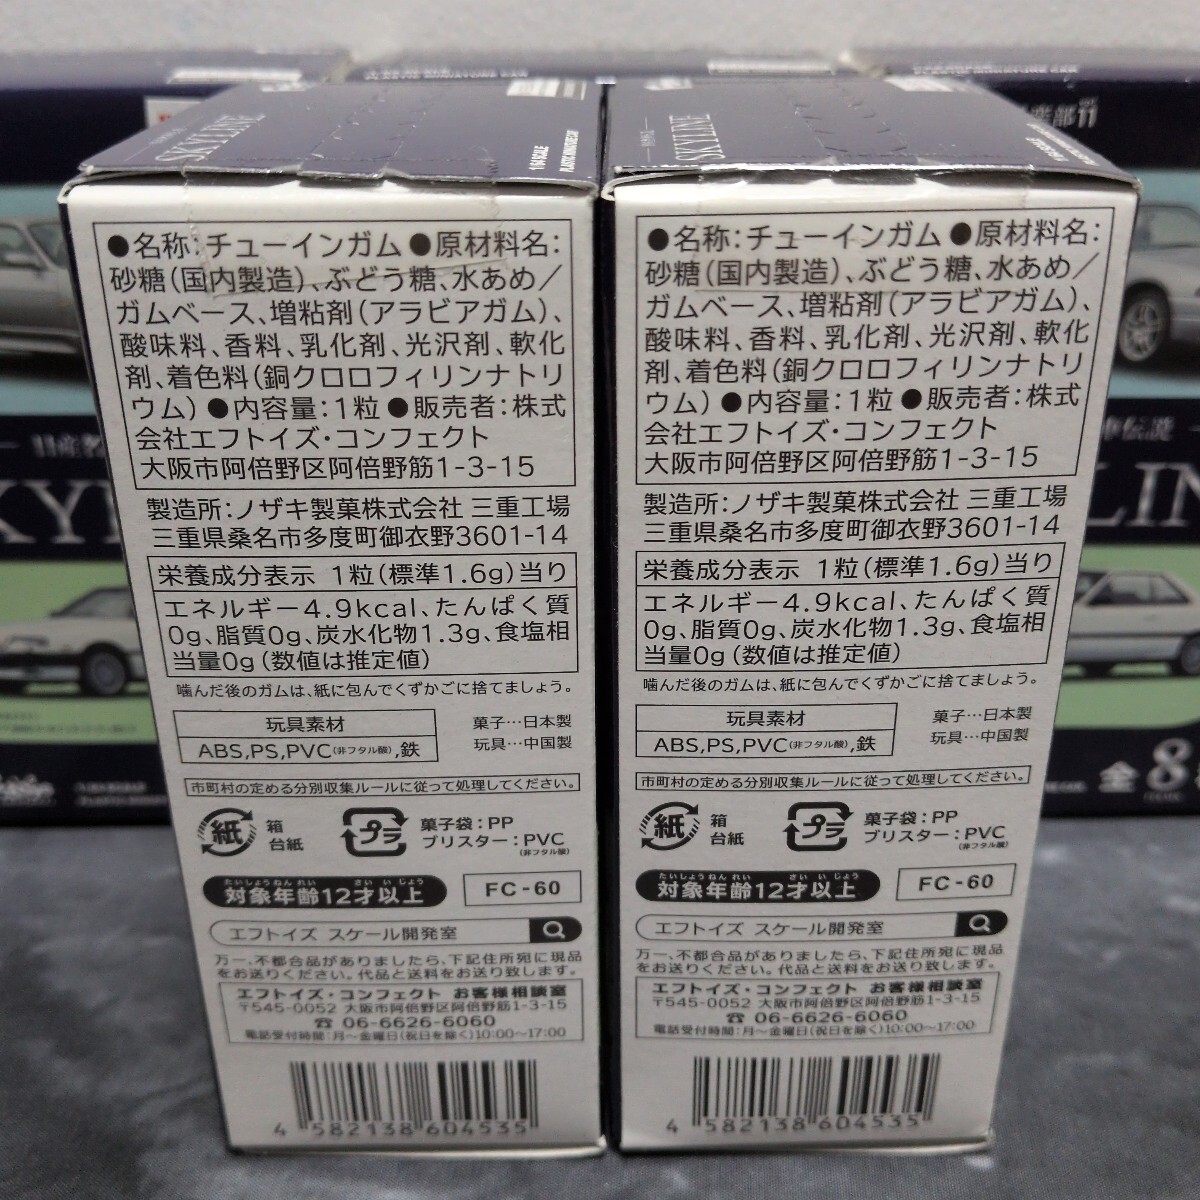 SKYLINE
1/64 SCALE
●名称:チューインガム●原材料名:
砂糖(国内製造)、ぶどう糖、水あめ/
ガムベース、増粘剤(アラビアガム)、
酸味料、香料、乳化剤、光沢剤、軟化
剤、着色料(銅クロロフィリンナトリ
ウム)●内容量:1粒●販売者:株式
会社エフトイズ・コンフェクト
大阪市阿倍野区阿倍野筋1-3-15
製造所:ノザキ製菓株式会社 三重工場
三重県桑名市多度町御衣野3601-14
栄養成分表示 1粒(標準1.6g)当り
エネルギー4.9kcal、たんぱく質
0g、脂質0g、炭水化物1.3g、食塩相
当量0g(数値は推定値)
噛んだ後のガムは、紙に包んでくずかごに捨てましょう。
玩具素材
ABS,PS,PVC(非フタル酸),鉄
菓子…日本製
玩具…中国製
市町村の定める分別収集ルールに従って処理してください。
紙
箱
台紙
プラ
菓子袋:PP
ブリスター:PVC
(非フタル酸)
たいしょうねんれい さいいじょう
対象年齢12才以上
FC-60
エフトイズ スケール開発室
万一、不都合品がありましたら、下記住所宛に現品
をお送りください。代品と送料をお送り致します。
エフトイズ・コンフェクト お客様相談室
〒545-0052 大阪市阿倍野区阿倍野筋1-3-15
☎ 06-6626-6060
電話受付時間:月〜金曜日(祝日を除く)10:00〜17:00
4 582138 604535
SKYLINE
●名称:チューインガム●原材料名:
砂糖(国内製造)、ぶどう糖、水あめ/
ガムベース、増粘剤(アラビアガム)、
酸味料、香料、乳化剤、光沢剤、軟化
剤、着色料(銅クロロフィリンナトリ
ウム)●内容量:1粒●販売者:株式
会社エフトイズ・コンフェクト
大阪市阿倍野区阿倍野筋1-3-15
製造所:ノザキ製菓株式会社 三重工場
三重県桑名市多度町御衣野3601-14
栄養成分表示 1粒(標準1.6g)当り
エネルギー4.9kcal、たんぱく質
0g、脂質0g、炭水化物1.3g、食塩相
当量0g(数値は推定値)
噛んだ後のガムは、紙に包んでくずかごに捨てましょう。
玩具素材
ABS,PS,PVC(非フタル酸),鉄
菓子…日本製
玩具…中国製
市町村の定める分別収集ルールに従って処理してください。
紙
箱
台紙
プラ
菓子袋:PP
ブリスター:PVC
(非フタル酸)
たいしょうねんれい さいいじょう
対象年齢12才以上
FC-60
エフトイズ スケール開発室
万一、不都合品がありましたら、下記住所宛に現品
をお送りください。代品と送料をお送り致します。
エフトイズ・コンフェクト お客様相談室
〒545-0052 大阪市阿倍野区阿倍野筋1-3-15
☎ 06-6626-6060
電話受付時間:月〜金曜日(祝日を除く)10:00〜17:00
4 582138 604535
全8